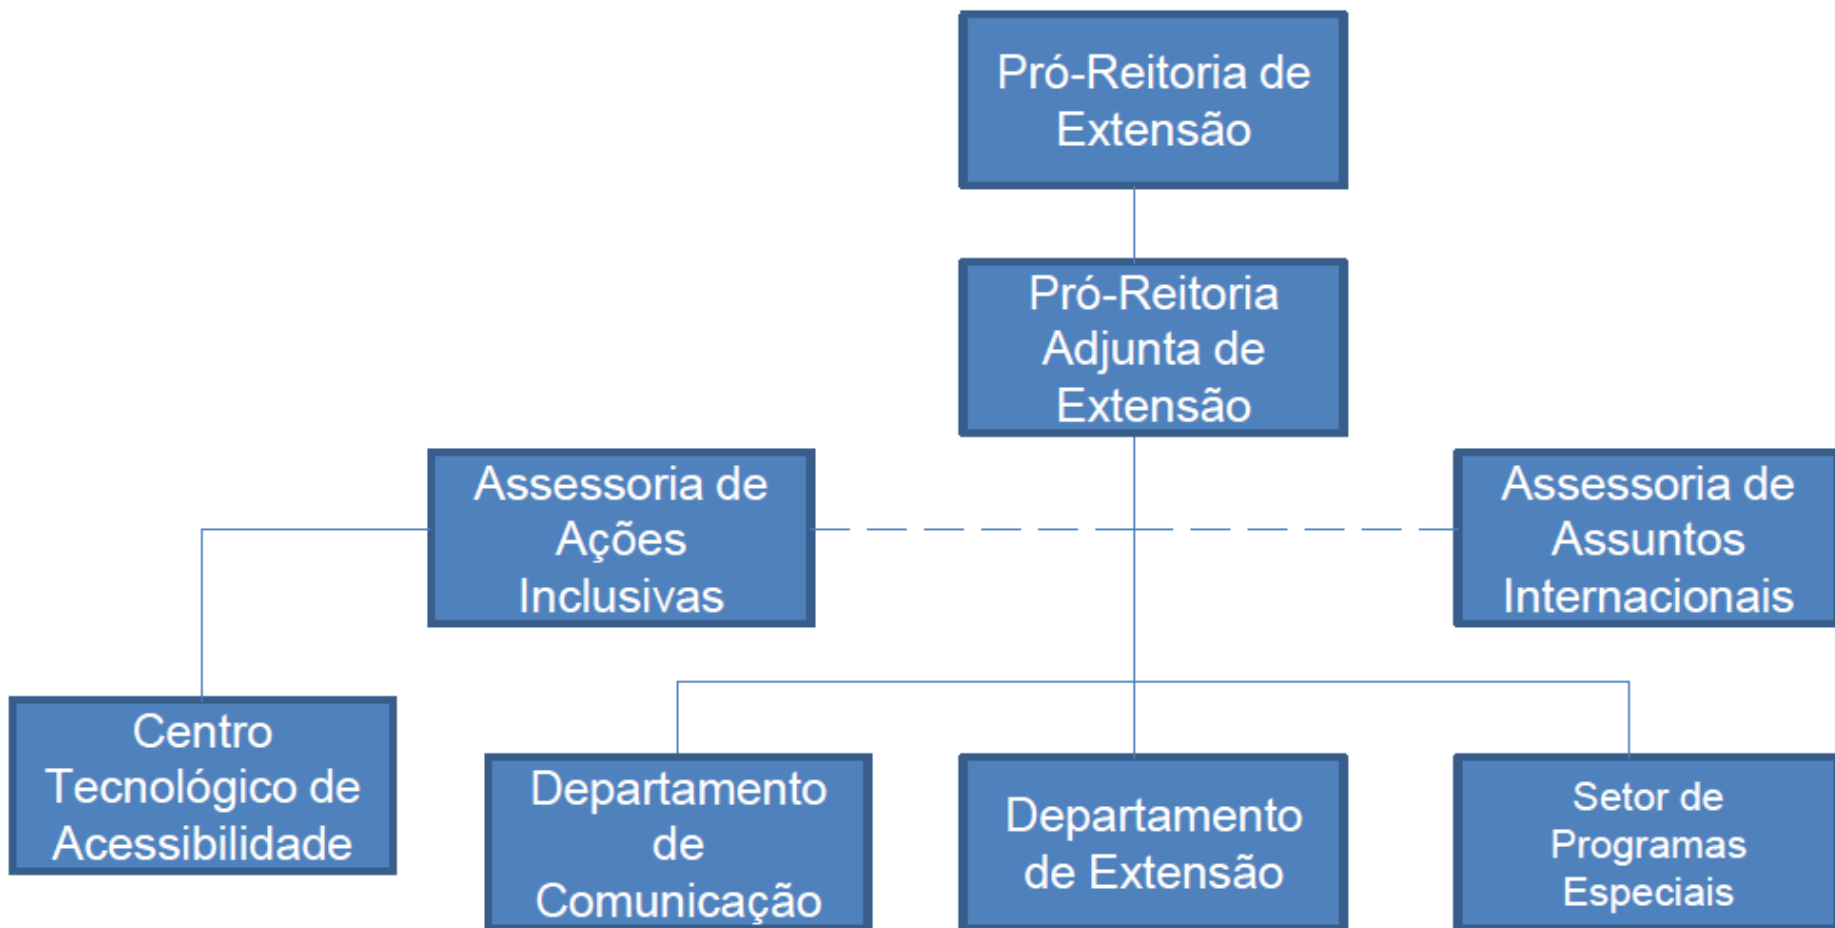 Pró-Reitoria de
Extensão
Pró-Reitoria
Adjunta de
Extensão
Assessoria de
Ações
Inclusivas
Assessoria de
Assuntos
Internacionais
Centro
Tecnológico de
Acessibilidade
Departamento
de
Comunicação
Departamento
de Extensão
Setor de
Programas
Especiais